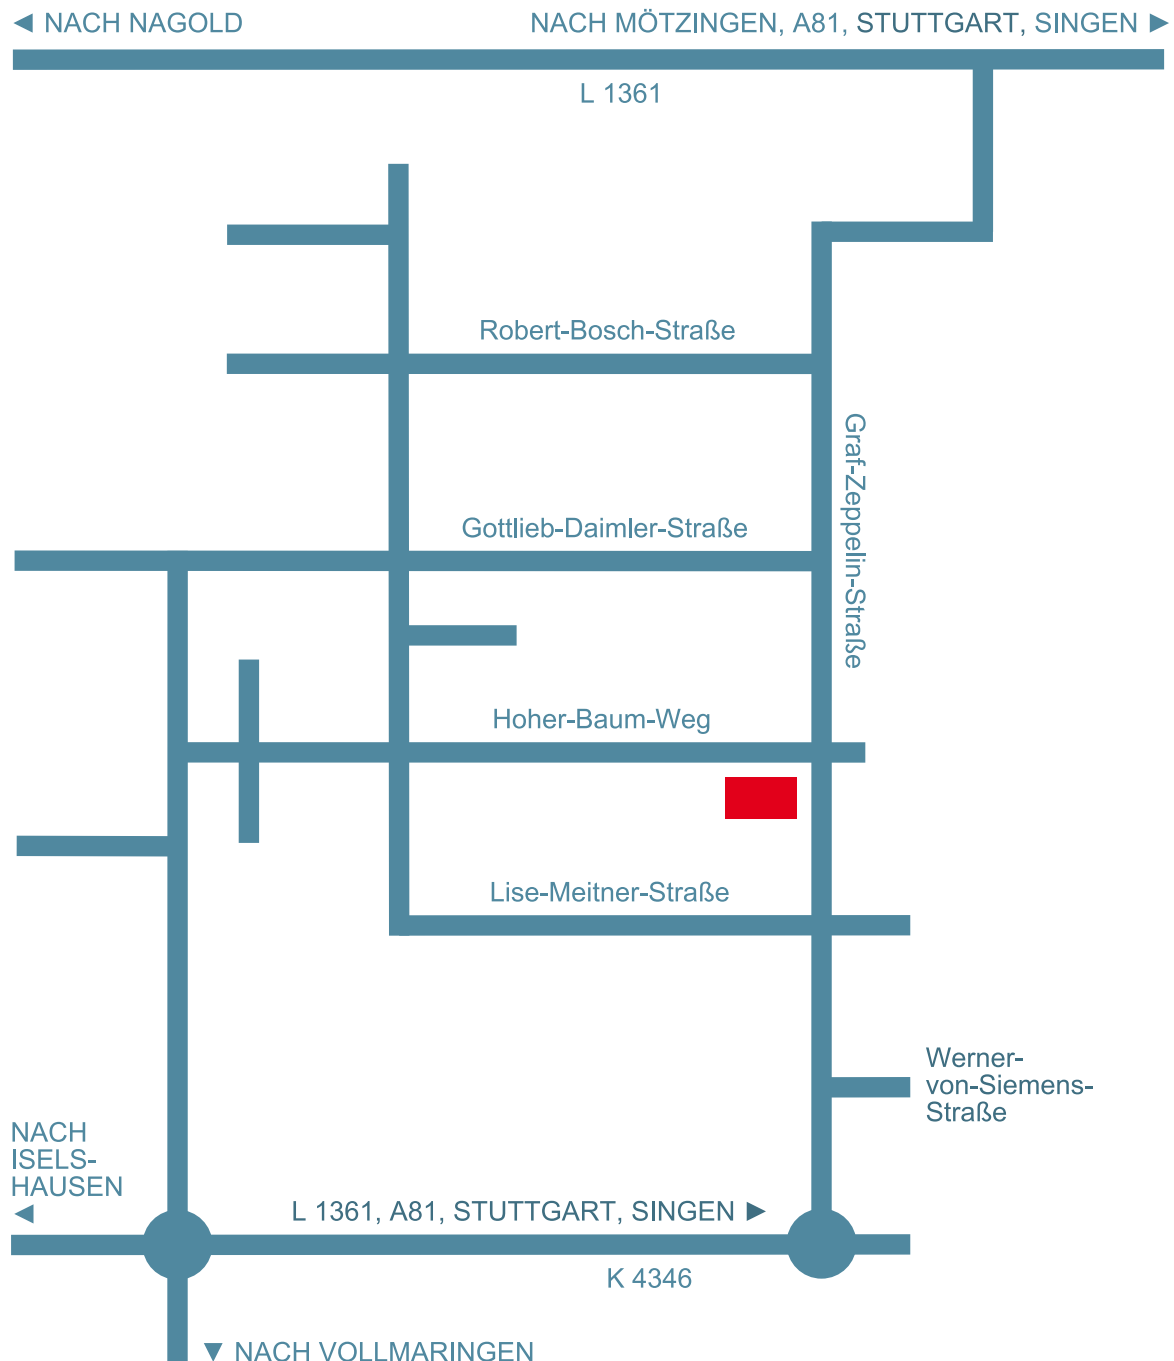 ◄ NACH NAGOLD
NACH MÖTZINGEN, A81, STUTTGART, SINGEN ►
L 1361
Robert-Bosch-Straße
Graf-Zeppelin-Straße
Gottlieb-Daimler-Straße
Hoher-Baum-Weg
Lise-Meitner-Straße
Werner-
von-Siemens-
Straße
NACH
ISELS-
HAUSEN
◄
L 1361, A81, STUTTGART, SINGEN ►
K 4346
▼ NACH VOLLMARINGEN